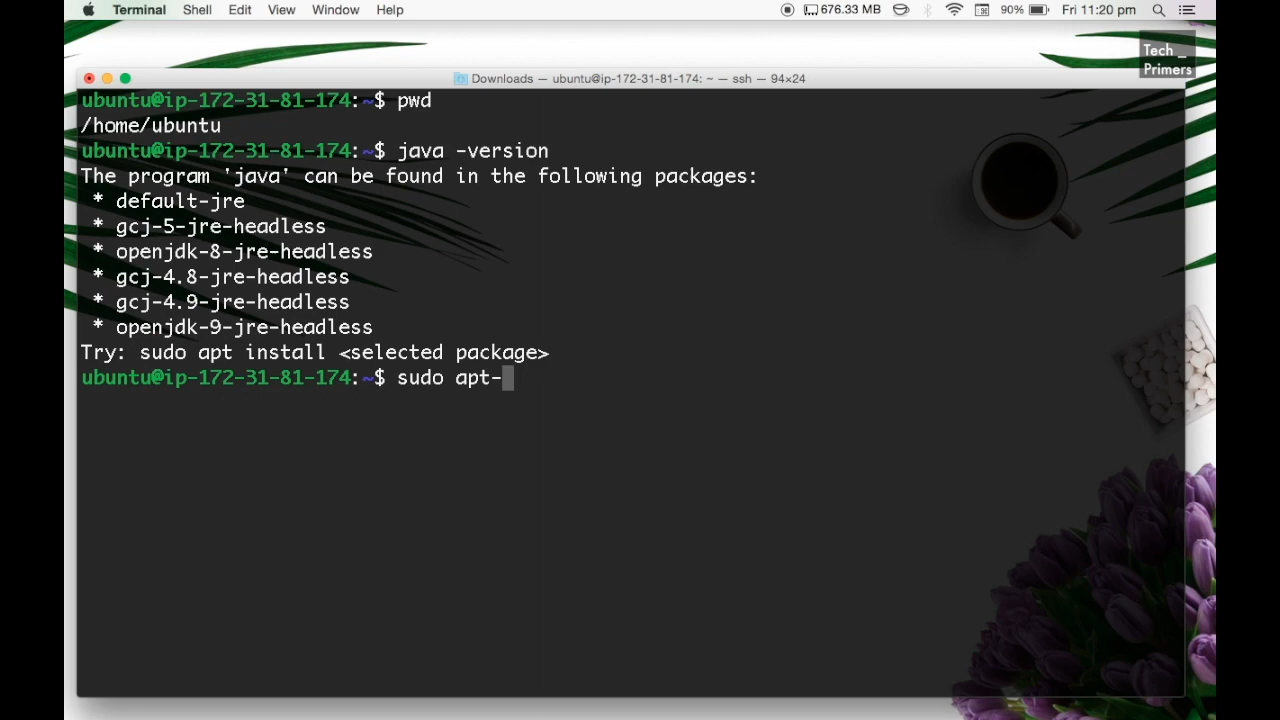 Terminal Shell Edit View Window Help 676.33 MB 90% Fri 11:20 pm
Tech _
Primers
Downloads — ubuntu@ip-172-31-81-174: ~ — ssh — 94×24
ubuntu@ip-172-31-81-174:~$ pwd
/home/ubuntu
ubuntu@ip-172-31-81-174:~$ java -version
The program 'java' can be found in the following packages:
* default-jre
* gcj-5-jre-headless
* openjdk-8-jre-headless
* gcj-4.8-jre-headless
* gcj-4.9-jre-headless
* openjdk-9-jre-headless
Try: sudo apt install <selected package>
ubuntu@ip-172-31-81-174:~$ sudo apt-